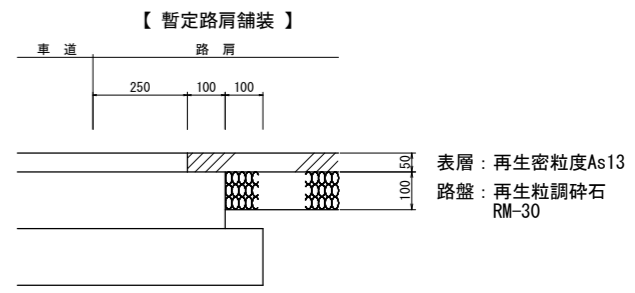 【 暫定路肩舗装 】
車 道
路 肩
250
100
100
50
表層：再生密粒度As13
100
路盤：再生粒調砕石
RM-30